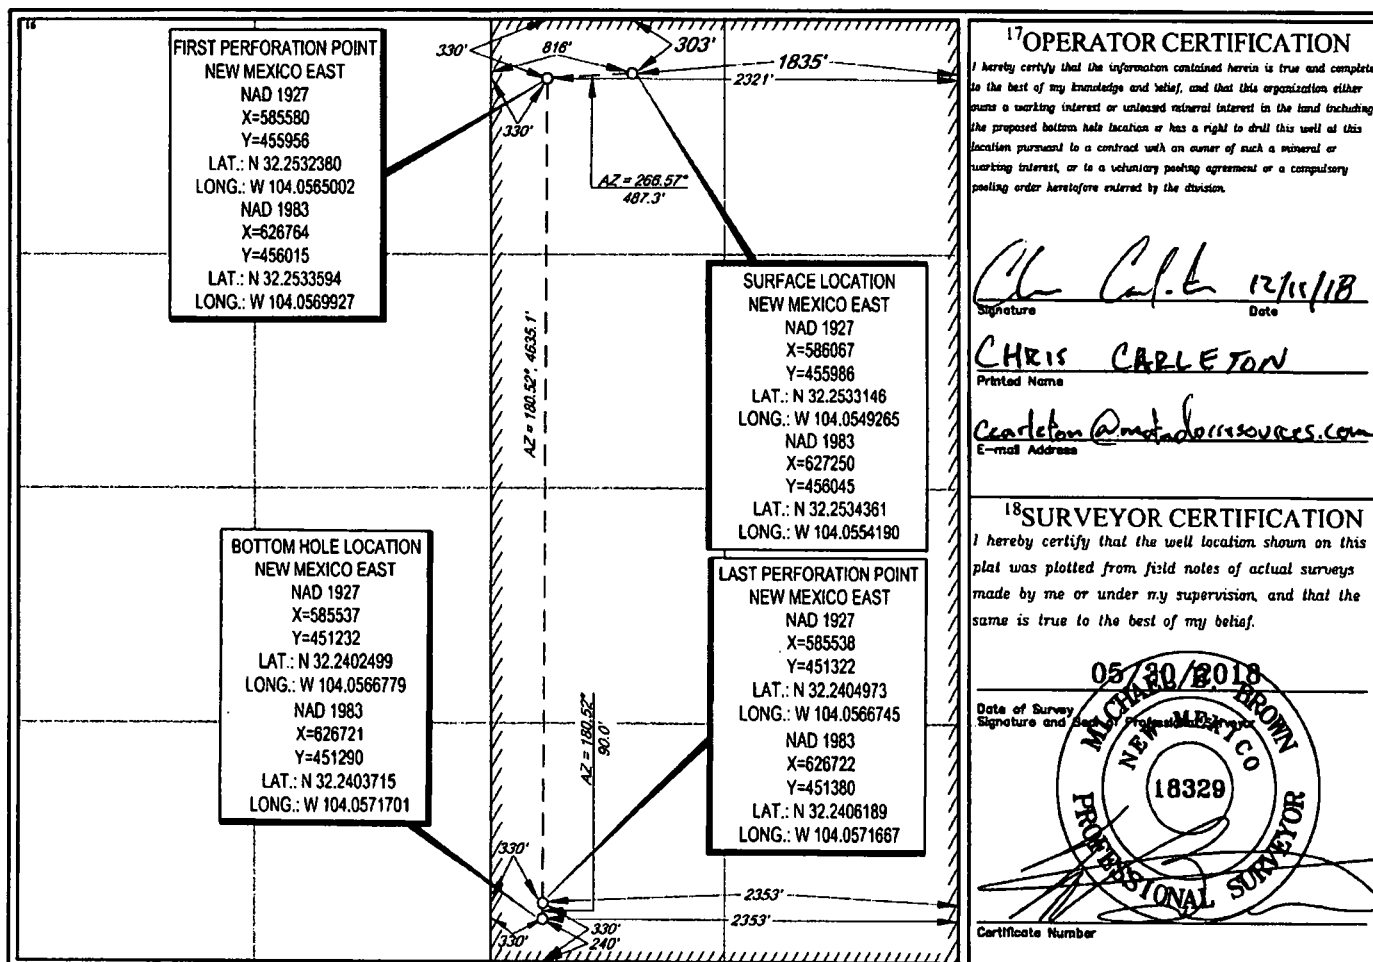 16
330'
816'
303'
1835'
2321'
330'
AZ = 266.57°
487.3'
AZ = 180.52°, 4635.1'
FIRST PERFORATION POINT
NEW MEXICO EAST
NAD 1927
X=585580
Y=455956
LAT.: N 32.2532380
LONG.: W 104.0565002
NAD 1983
X=626764
Y=456015
LAT.: N 32.2533594
LONG.: W 104.0569927
SURFACE LOCATION
NEW MEXICO EAST
NAD 1927
X=586067
Y=455986
LAT.: N 32.2533146
LONG.: W 104.0549265
NAD 1983
X=627250
Y=456045
LAT.: N 32.2534361
LONG.: W 104.0554190
BOTTOM HOLE LOCATION
NEW MEXICO EAST
NAD 1927
X=585537
Y=451232
LAT.: N 32.2402499
LONG.: W 104.0566779
NAD 1983
X=626721
Y=451290
LAT.: N 32.2403715
LONG.: W 104.0571701
LAST PERFORATION POINT
NEW MEXICO EAST
NAD 1927
X=585538
Y=451322
LAT.: N 32.2404973
LONG.: W 104.0566745
NAD 1983
X=626722
Y=451380
LAT.: N 32.2406189
LONG.: W 104.0571667
AZ = 180.52°
90.0'
330'
2353'
2353'
330'
330'
240'
17OPERATOR CERTIFICATION
I hereby certify that the information contained herein is true and complete
to the best of my knowledge and belief, and that this organization either
owns a working interest or unleased mineral interest in the land including
the proposed bottom hole location or has a right to drill this well at this
location pursuant to a contract with an owner of such a mineral or
working interest, or to a voluntary pooling agreement or a compulsory
pooling order heretofore entered by the division.
12/11/18
Signature Date
CHRIS CARLETON
Printed Name
ccarleton@matadorresources.com
E-mail Address
18SURVEYOR CERTIFICATION
I hereby certify that the well location shown on this
plat was plotted from field notes of actual surveys
made by me or under my supervision, and that the
same is true to the best of my belief.
05/30/2018
Date of Survey
Signature and Seal of Professional Surveyor
MICHAEL B. BROWN
NEW MEXICO
18329
PROFESSIONAL SURVEYOR
Certificate Number